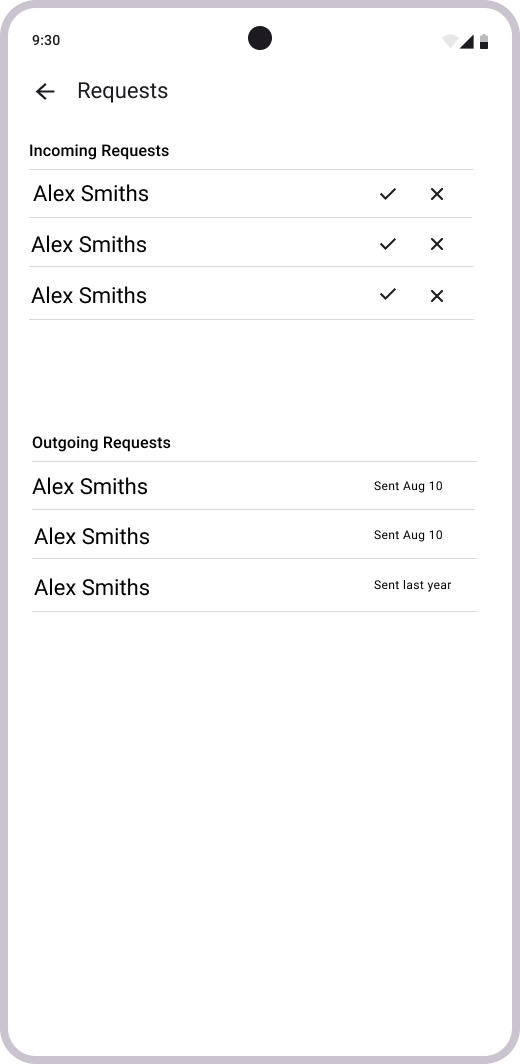 9:30
Requests
Incoming Requests
Alex Smiths
Alex Smiths
Alex Smiths
Outgoing Requests
Alex Smiths Sent Aug 10
Alex Smiths Sent Aug 10
Alex Smiths Sent last year